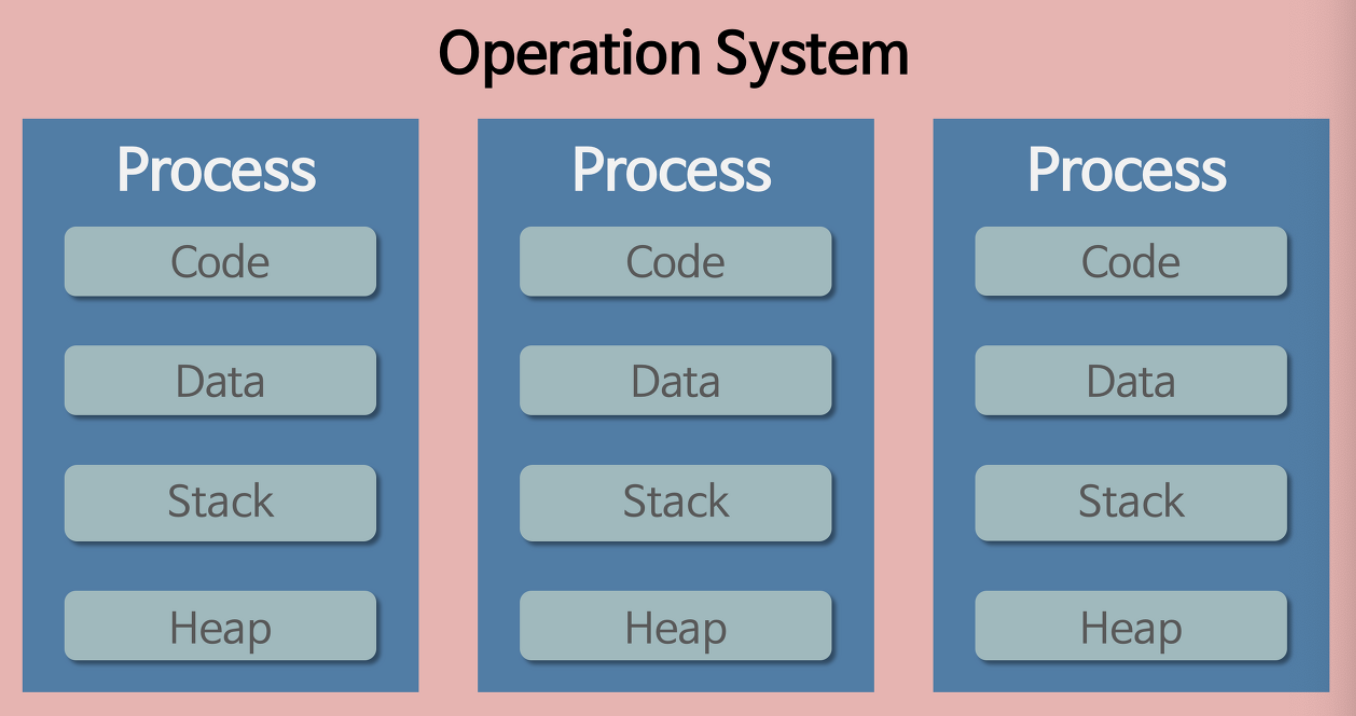 Operation System
Process
Code
Data
Stack
Heap
Process
Code
Data
Stack
Heap
Process
Code
Data
Stack
Heap